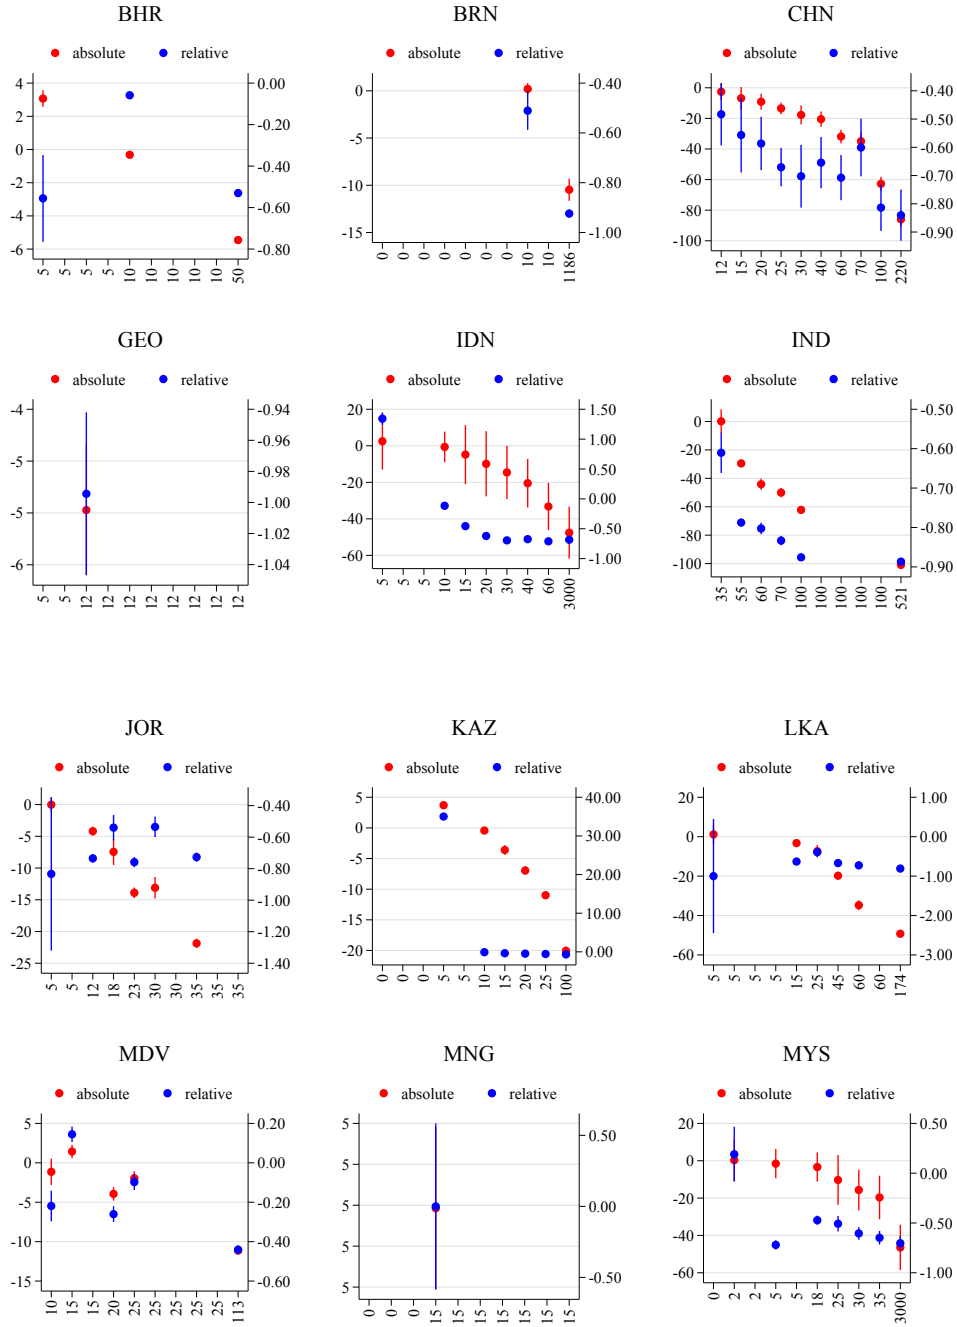 BHR BRN CHN
absolute relative absolute relative absolute relative
4 2 0 -2 -4 -6
0.00 -0.20 -0.40 -0.60 -0.80
5 5 5 5 10 10 10 10 10 50
0 -5 -10 -15
-0.40 -0.60 -0.80 -1.00
0 0 0 0 0 0 0 10 10 1186
0 -20 -40 -60 -80 -100
-0.40 -0.50 -0.60 -0.70 -0.80 -0.90
12 15 20 25 30 40 60 70 100 220
GEO IDN IND
absolute relative absolute relative absolute relative
-4 -5 -5 -6
-0.94 -0.96 -0.98 -1.00 -1.02 -1.04
5 5 12 12 12 12 12 12 12 12
20 0 -20 -40 -60
1.50 1.00 0.50 0.00 -0.50 -1.00
5 5 5 10 15 20 30 40 60 3000
0 -20 -40 -60 -80 -100
-0.50 -0.60 -0.70 -0.80 -0.90
35 55 60 70 100 100 100 100 100 521
JOR KAZ LKA
absolute relative absolute relative absolute relative
0 -5 -10 -15 -20 -25
-0.40 -0.60 -0.80 -1.00 -1.20 -1.40
5 5 12 18 23 30 30 35 35 35
5 0 -5 -10 -15 -20
40.00 30.00 20.00 10.00 0.00
0 0 0 5 5 10 15 20 25 100
20 0 -20 -40 -60
1.00 0.00 -1.00 -2.00 -3.00
5 5 5 5 15 25 45 60 60 174
MDV MNG MYS
absolute relative absolute relative absolute relative
5 0 -5 -10 -15
0.20 0.00 -0.20 -0.40 -0.60
10 15 15 20 25 25 25 25 25 113
5 5 5 5 5
0.50 0.00 -0.50
0 0 0 15 15 15 15 15 15 15
20 0 -20 -40 -60
0.50 0.00 -0.50 -1.00
0 2 2 5 5 18 25 30 35 3000